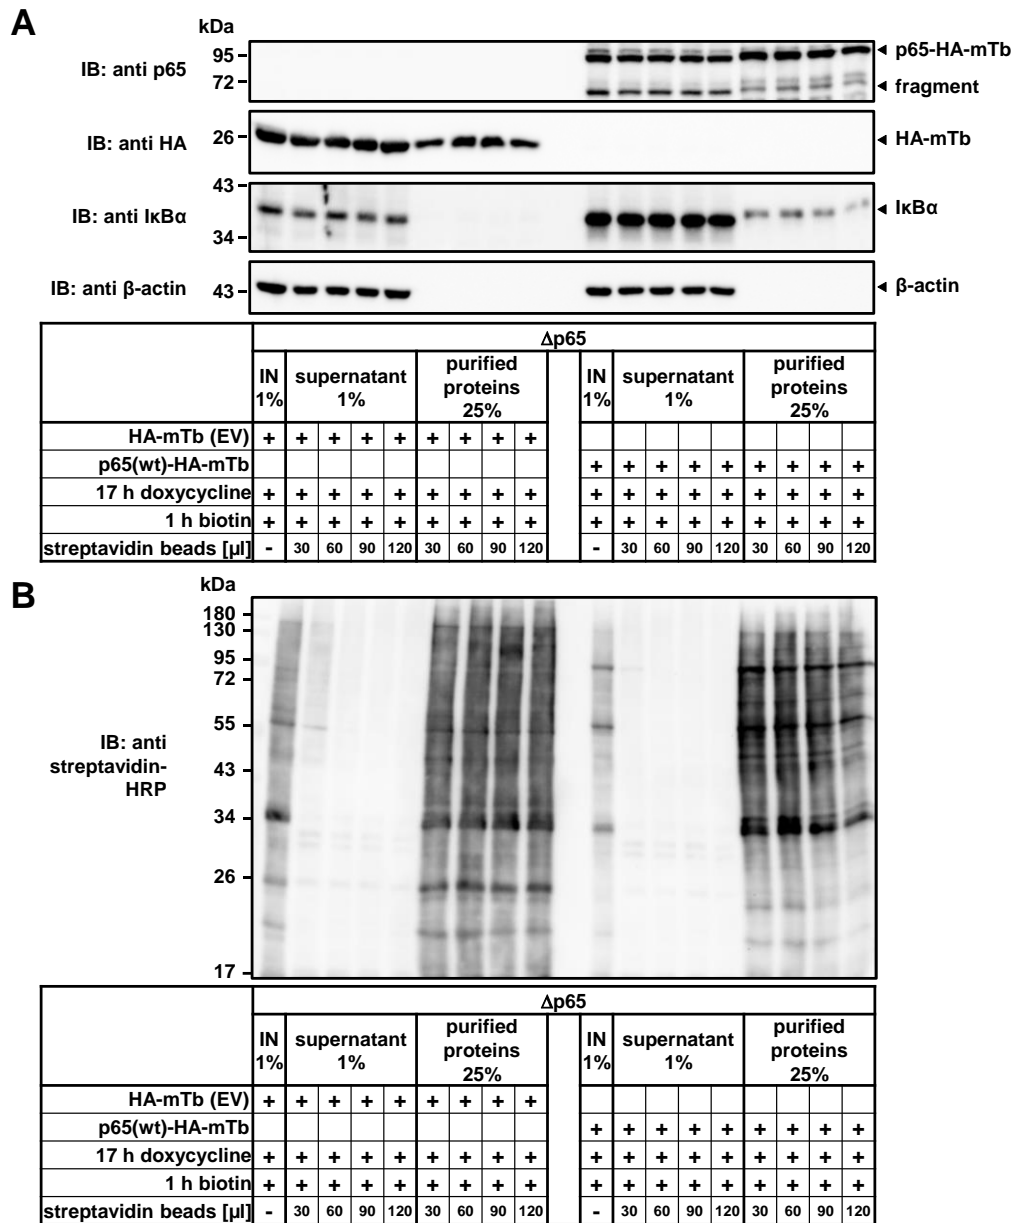 A
kDa
IB: anti p65
95
72
p65-HA-mTb
fragment
IB: anti HA
26
HA-mTb
IB: anti IκBα
43
34
IκBα
IB: anti β-actin
43
β-actin
Δp65
IN 1% supernatant 1% purified proteins 25% IN 1% supernatant 1% purified proteins 25%
HA-mTb (EV) + + + + + + + + +
p65(wt)-HA-mTb + + + + + + + + +
17 h doxycycline + + + + + + + + + + + + + + + + + +
1 h biotin + + + + + + + + + + + + + + + + + +
streptavidin beads [µl] - 30 60 90 120 30 60 90 120 - 30 60 90 120 30 60 90 120
B
kDa
180
130
95
72
55
43
34
26
17
IB: anti
streptavidin-
HRP
Δp65
IN 1% supernatant 1% purified proteins 25% IN 1% supernatant 1% purified proteins 25%
HA-mTb (EV) + + + + + + + + +
p65(wt)-HA-mTb + + + + + + + + +
17 h doxycycline + + + + + + + + + + + + + + + + + +
1 h biotin + + + + + + + + + + + + + + + + + +
streptavidin beads [µl] - 30 60 90 120 30 60 90 120 - 30 60 90 120 30 60 90 120